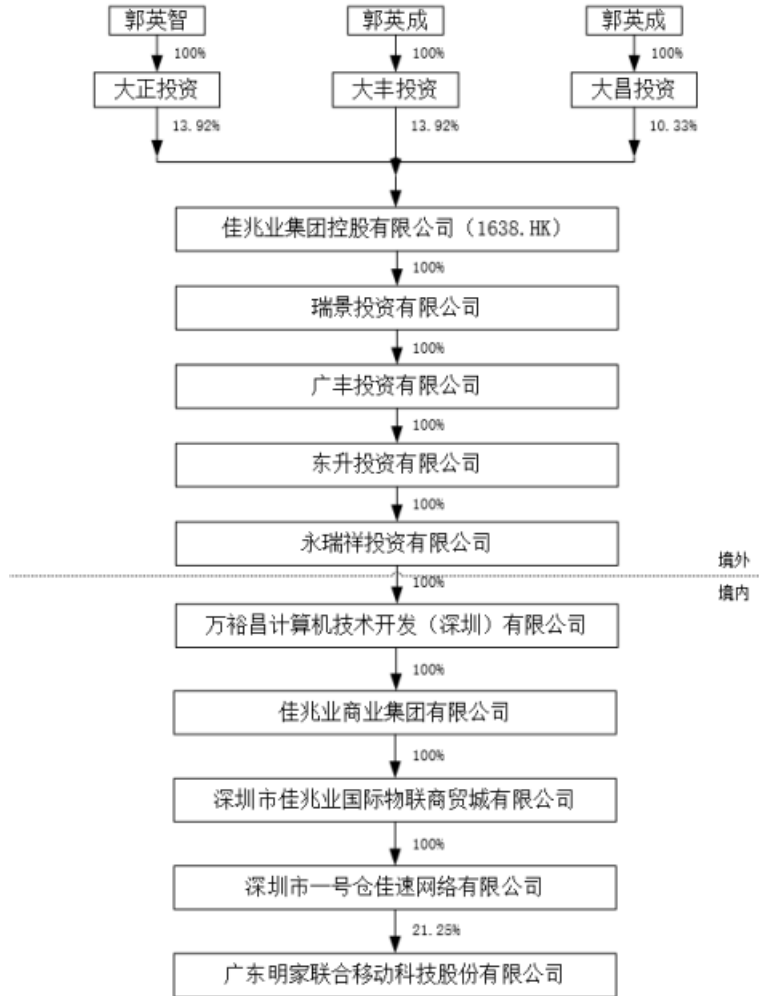 郭英智
郭英成
郭英成
100%
100%
100%
大正投资
大丰投资
大昌投资
13.92%
13.92%
10.33%
佳兆业集团控股有限公司（1638.HK）
100%
瑞景投资有限公司
100%
广丰投资有限公司
100%
东升投资有限公司
100%
永瑞祥投资有限公司
境外
100%
境内
万裕昌计算机技术开发（深圳）有限公司
100%
佳兆业商业集团有限公司
100%
深圳市佳兆业国际物联商贸城有限公司
100%
深圳市一号仓佳速网络有限公司
21.25%
广东明家联合移动科技股份有限公司